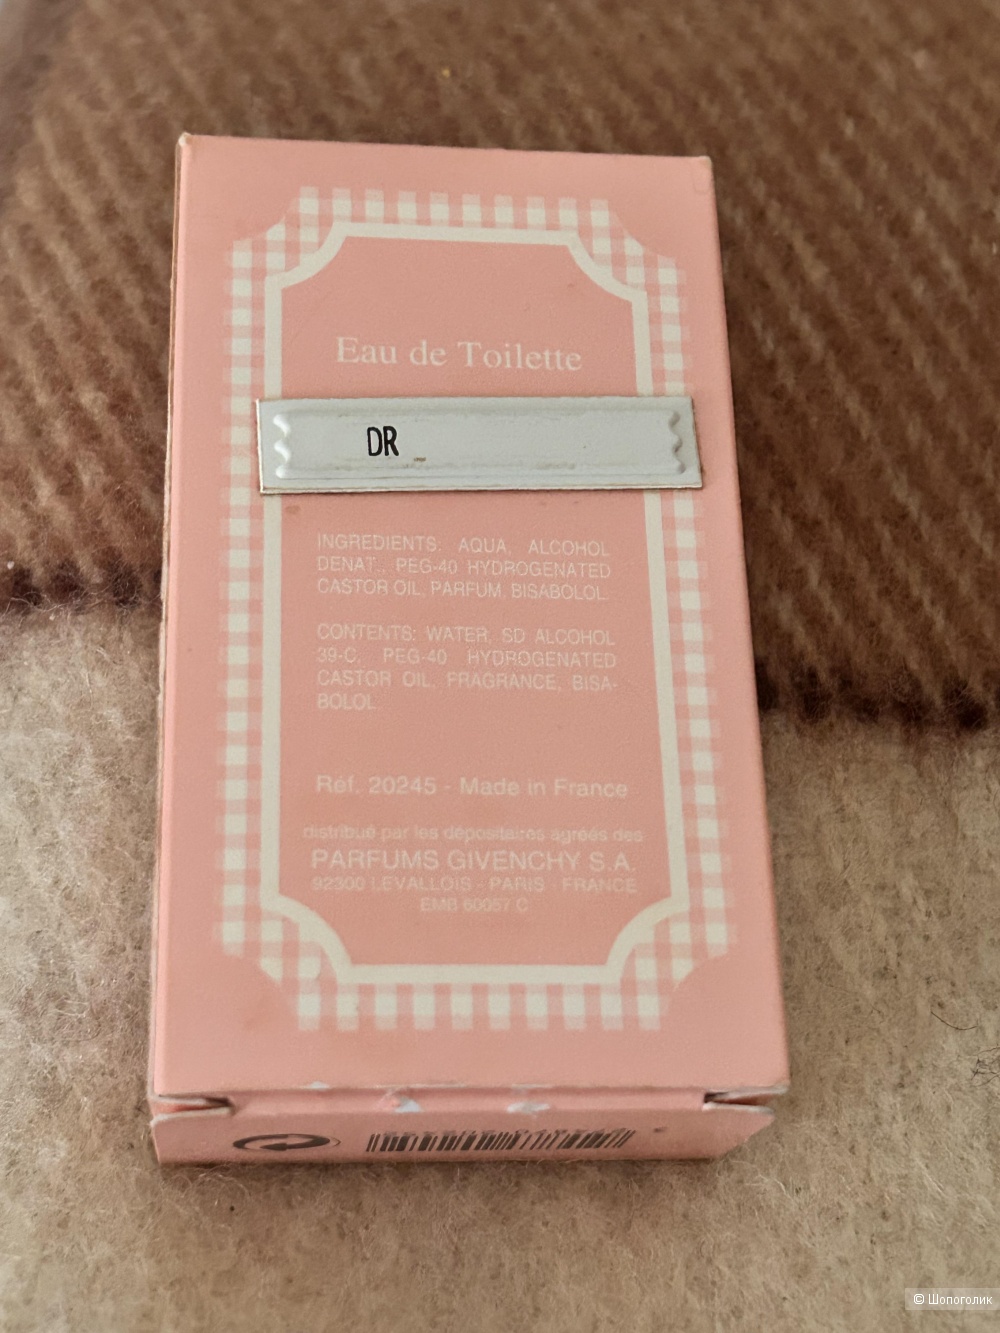 Eau de Toilette
DR
INGREDIENTS: AQUA, ALCOHOL
DENAT., PEG-40 HYDROGENATED
CASTOR OIL, PARFUM, BISABOLOL.
CONTENTS: WATER, SD ALCOHOL
39-C, PEG-40 HYDROGENATED
CASTOR OIL, FRAGRANCE, BISA-
BOLOL.
Réf. 20245 - Made in France
distribué par les dépositaires agréés des
PARFUMS GIVENCHY S.A.
92300 LEVALLOIS - PARIS - FRANCE
EMB 60057 C
© Шопоголик